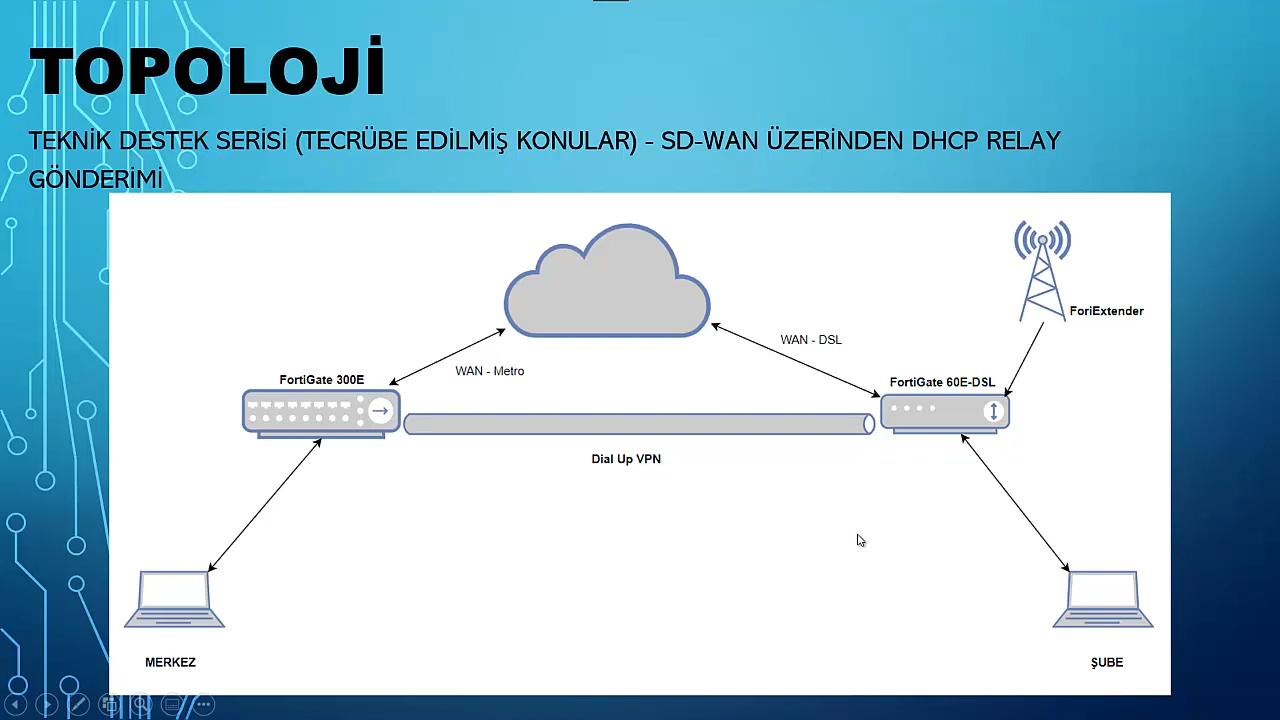 TOPOLOJİ
TEKNİK DESTEK SERİSİ (TECRÜBE EDİLMİŞ KONULAR) - SD-WAN ÜZERİNDEN DHCP RELAY
GÖNDERİMİ
ForiExtender
WAN - DSL
WAN - Metro
FortiGate 300E
FortiGate 60E-DSL
Dial Up VPN
MERKEZ
ŞUBE